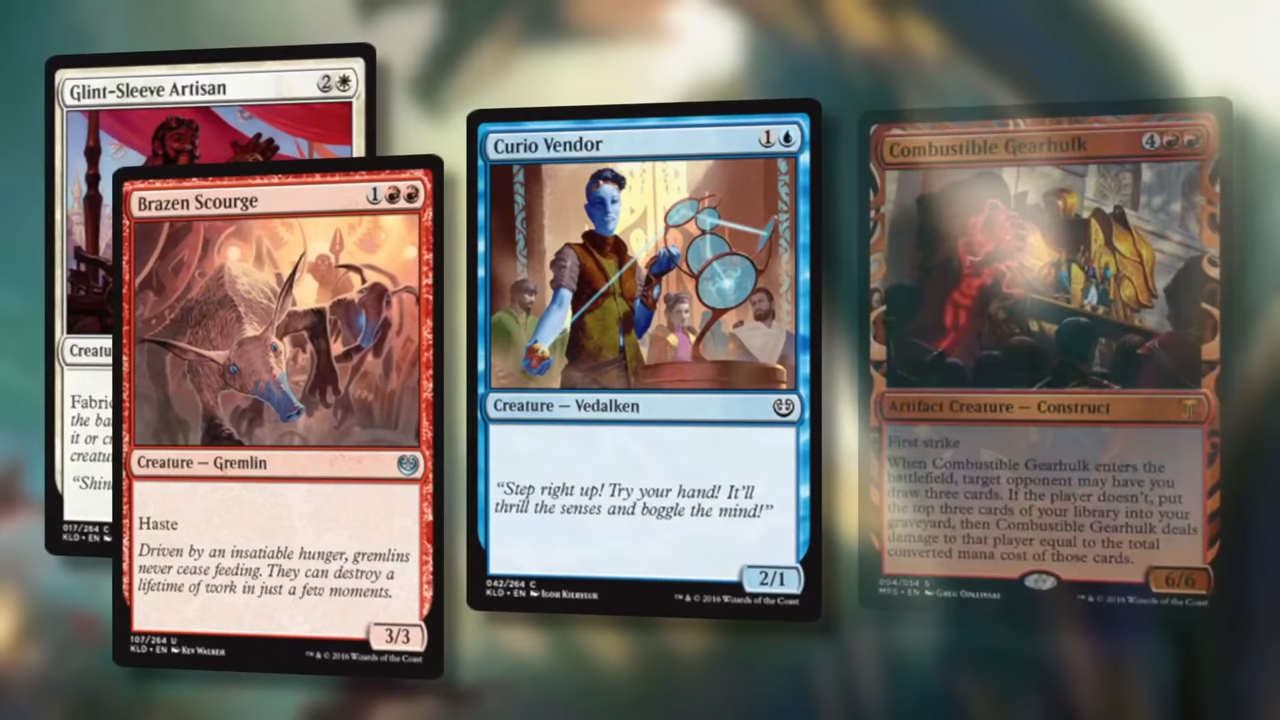 Glint-Sleeve Artisan
2
Creatu
Fabric
the ba
it or c
creatu
“Shin
017/264 C
KLD • EN
Brazen Scourge
1
Creature — Gremlin
Haste
Driven by an insatiable hunger, gremlins
never cease feeding. They can destroy a
lifetime of work in just a few moments.
3/3
107/264 U
KLD • EN Kev Walker
™ & © 2016 Wizards of the Coast
Curio Vendor
1
Creature — Vedalken
“Step right up! Try your hand! It’ll
thrill the senses and boggle the mind!”
2/1
042/264 C
KLD • EN Igor Kieryluk
™ & © 2016 Wizards of the Coast
Combustible Gearhulk
4
Artifact Creature — Construct
First strike
When Combustible Gearhulk enters the
battlefield, target opponent may have you
draw three cards. If the player doesn’t, put
the top three cards of your library into your
graveyard, then Combustible Gearhulk deals
damage to that player equal to the total
converted mana cost of those cards.
6/6
004/054 S
MPS • EN Greg Opalinski
™ & © 2016 Wizards of the Coast